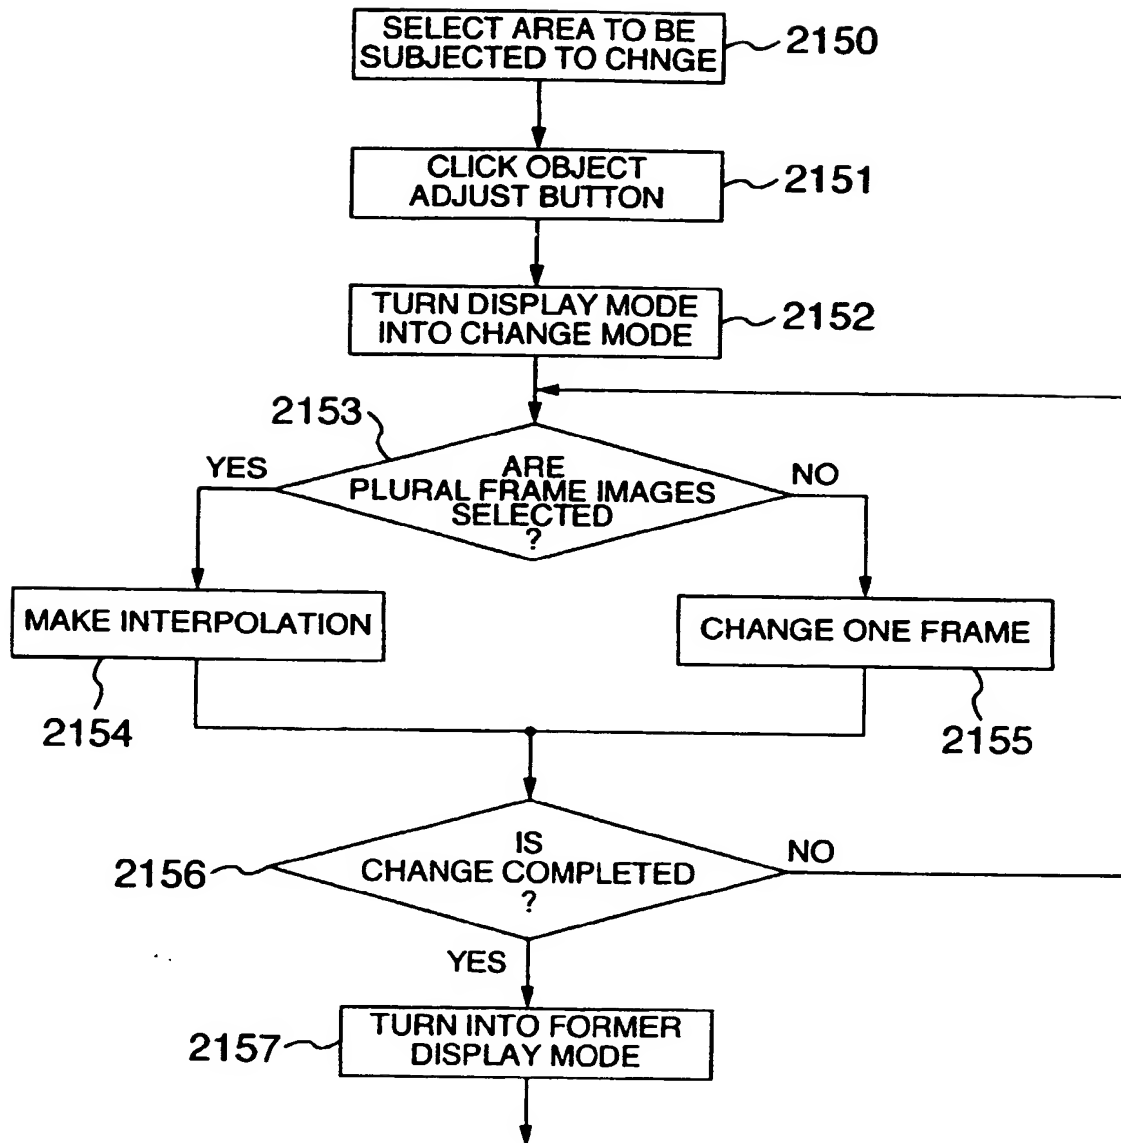 SELECT AREA TO BE
SUBJECTED TO CHNGE
2150
CLICK OBJECT
ADJUST BUTTON
2151
TURN DISPLAY MODE
INTO CHANGE MODE
2152
2153
YES
ARE
PLURAL FRAME IMAGES
SELECTED
?
NO
MAKE INTERPOLATION
CHANGE ONE FRAME
2154
2155
IS
CHANGE COMPLETED
?
2156
NO
YES
TURN INTO FORMER
DISPLAY MODE
2157